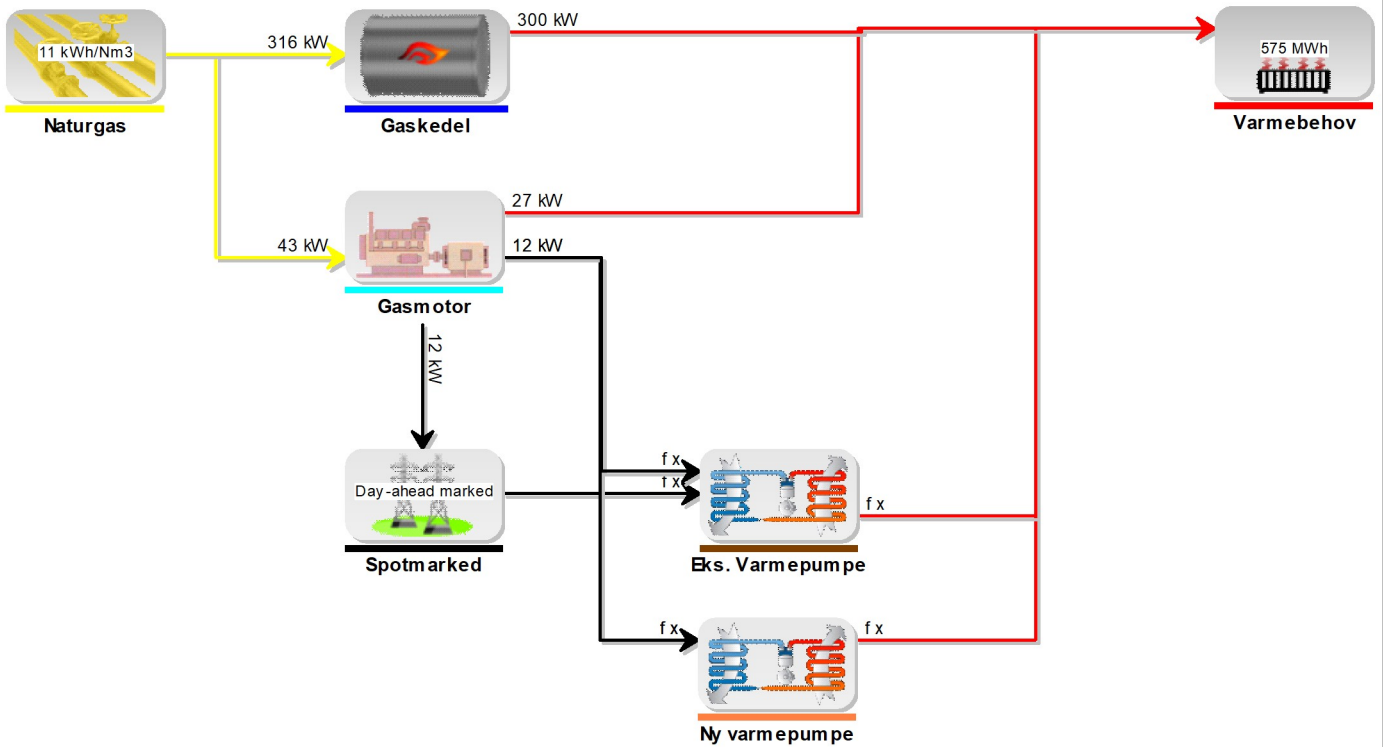 11 kWh/Nm3
Naturgas
316 kW
Gaskedel
300 kW
575 MWh
Varmebehov
43 kW
Gasmotor
27 kW
12 kW
12 kW
Day-ahead marked
Spotmarked
f x
f x
Eks. Varmepumpe
f x
f x
Ny varmepumpe
f x